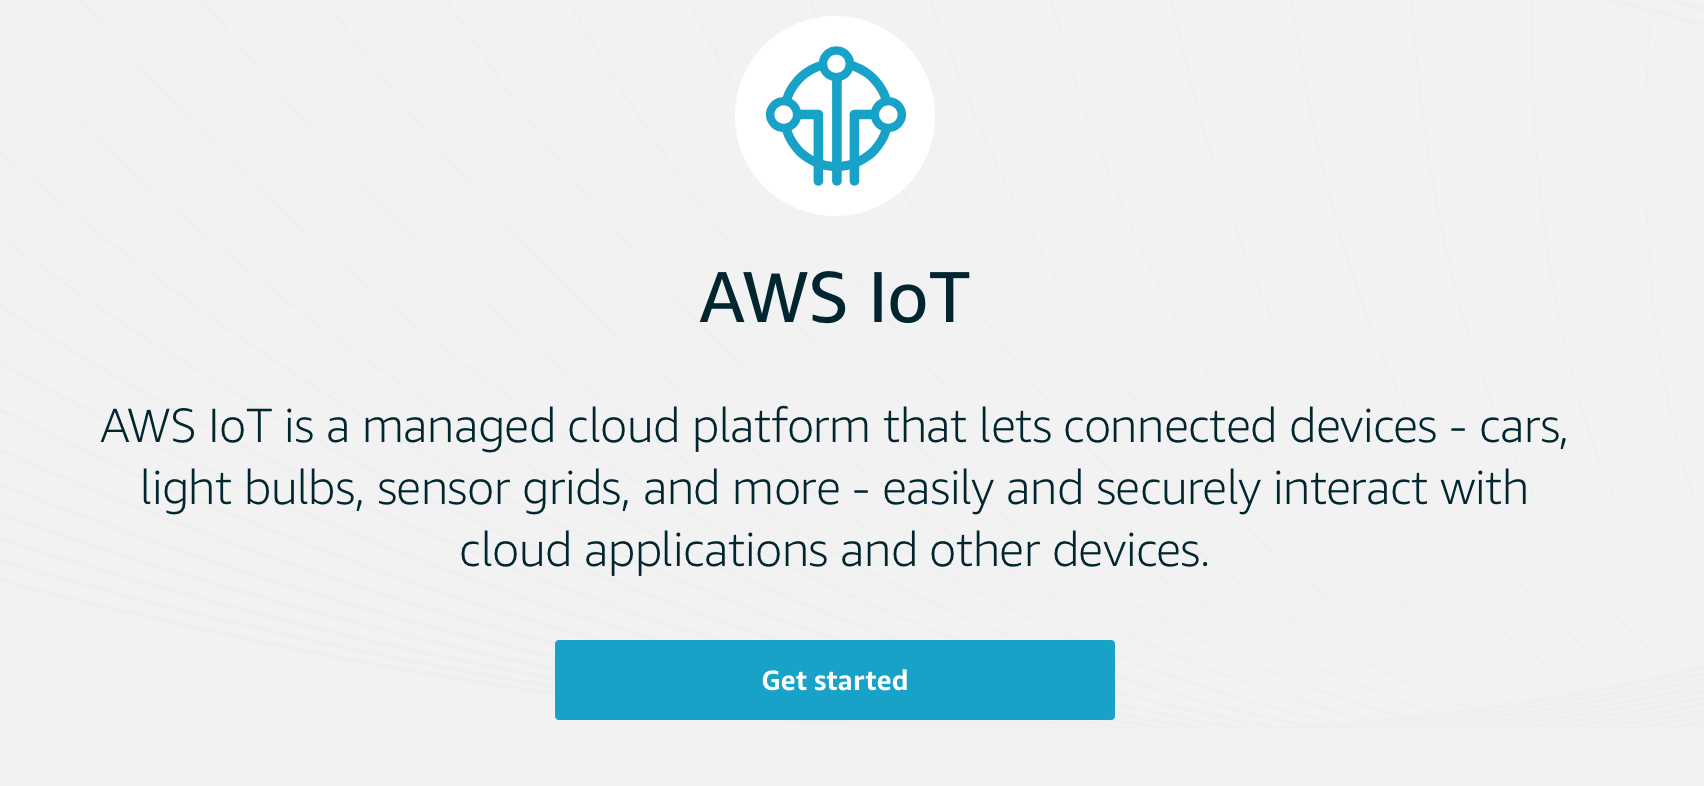 AWS IoT
AWS IoT is a managed cloud platform that lets connected devices - cars,
light bulbs, sensor grids, and more - easily and securely interact with
cloud applications and other devices.
Get started